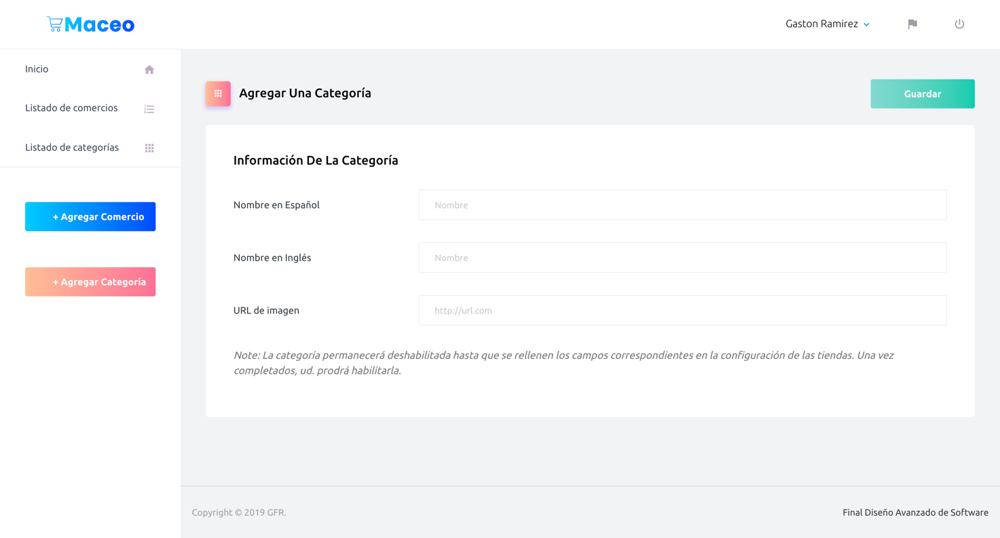 Maceo
Gaston Ramirez
Inicio
Listado de comercios
Listado de categorías
+ Agregar Comercio
+ Agregar Categoría
Agregar Una Categoría
Guardar
Información De La Categoría
Nombre en Español
Nombre
Nombre en Inglés
Nombre
URL de imagen
http://url.com
Note: La categoría permanecerá deshabilitada hasta que se rellenen los campos correspondientes en la configuración de las tiendas. Una vez
completados, ud. prodrá habilitarla.
Copyright © 2019 GFR.
Final Diseño Avanzado de Software